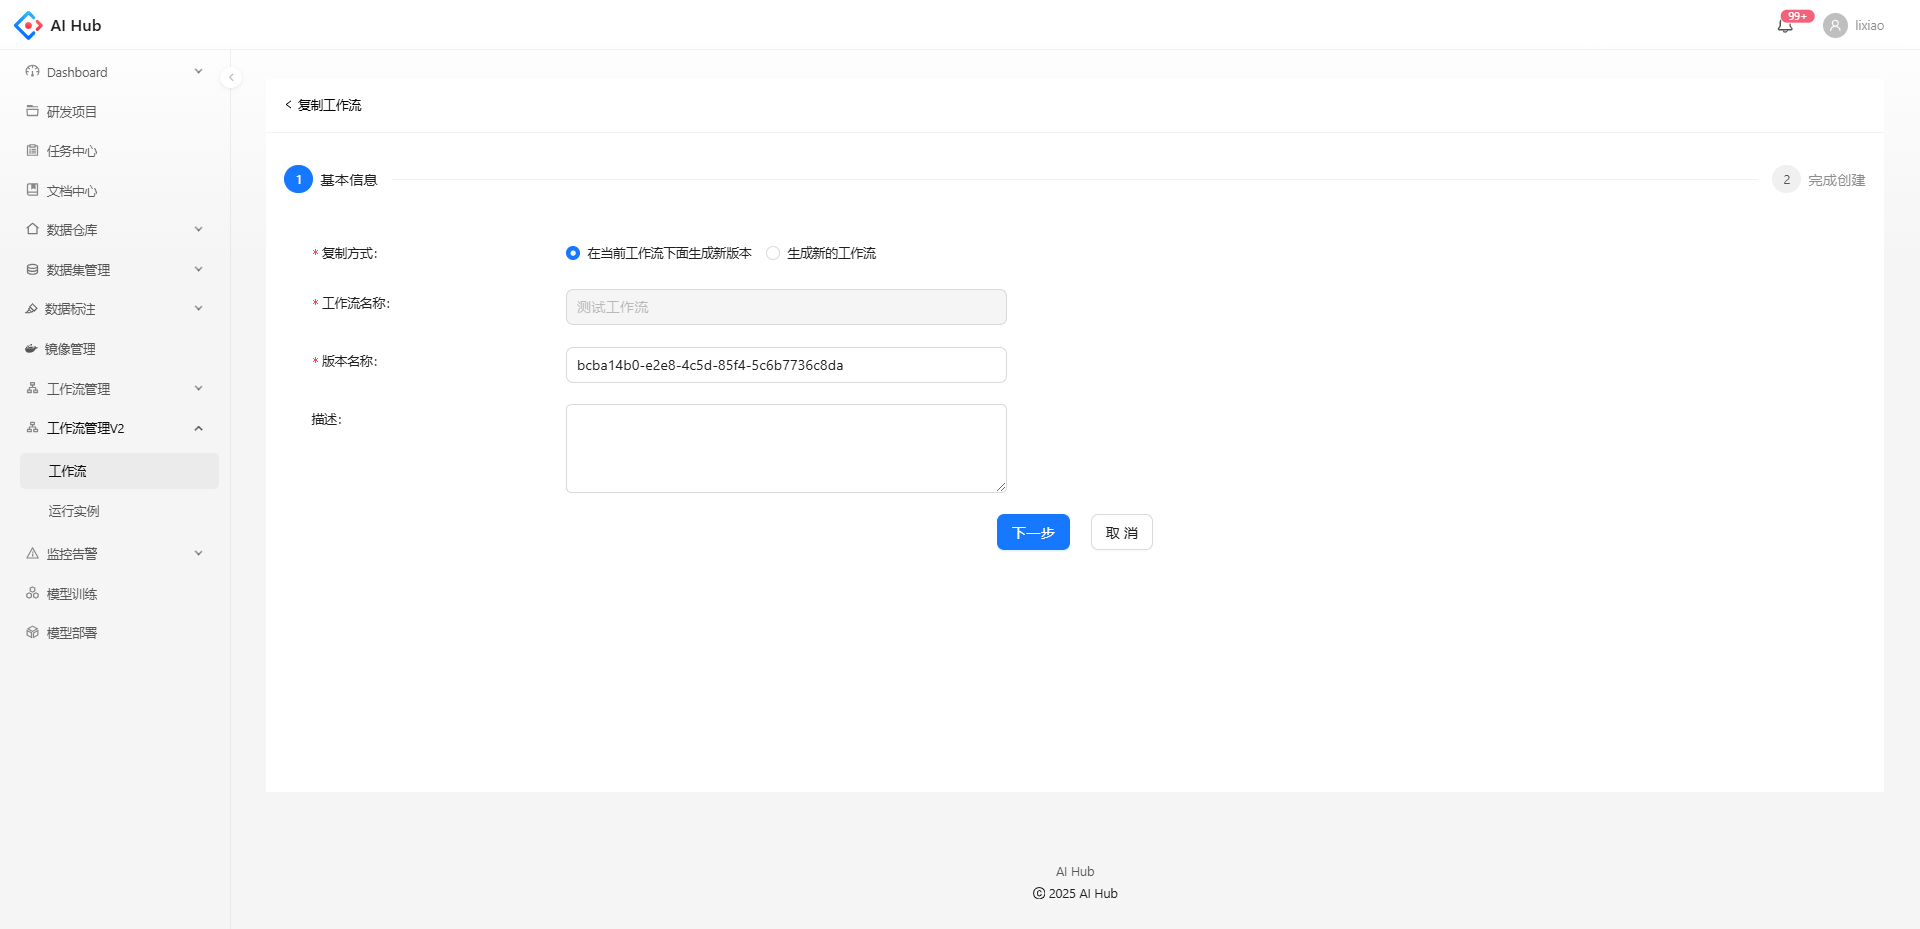 AI Hub
99+
lixiao
Dashboard
研发项目
任务中心
文档中心
数据仓库
数据集管理
数据标注
镜像管理
工作流管理
工作流管理V2
工作流
运行实例
监控告警
模型训练
模型部署
< 复制工作流
1 基本信息
2 完成创建
* 复制方式:
在当前工作流下面生成新版本
生成新的工作流
* 工作流名称:
测试工作流
* 版本名称:
bcba14b0-e2e8-4c5d-85f4-5c6b7736c8da
描述:
下一步
取 消
AI Hub
© 2025 AI Hub